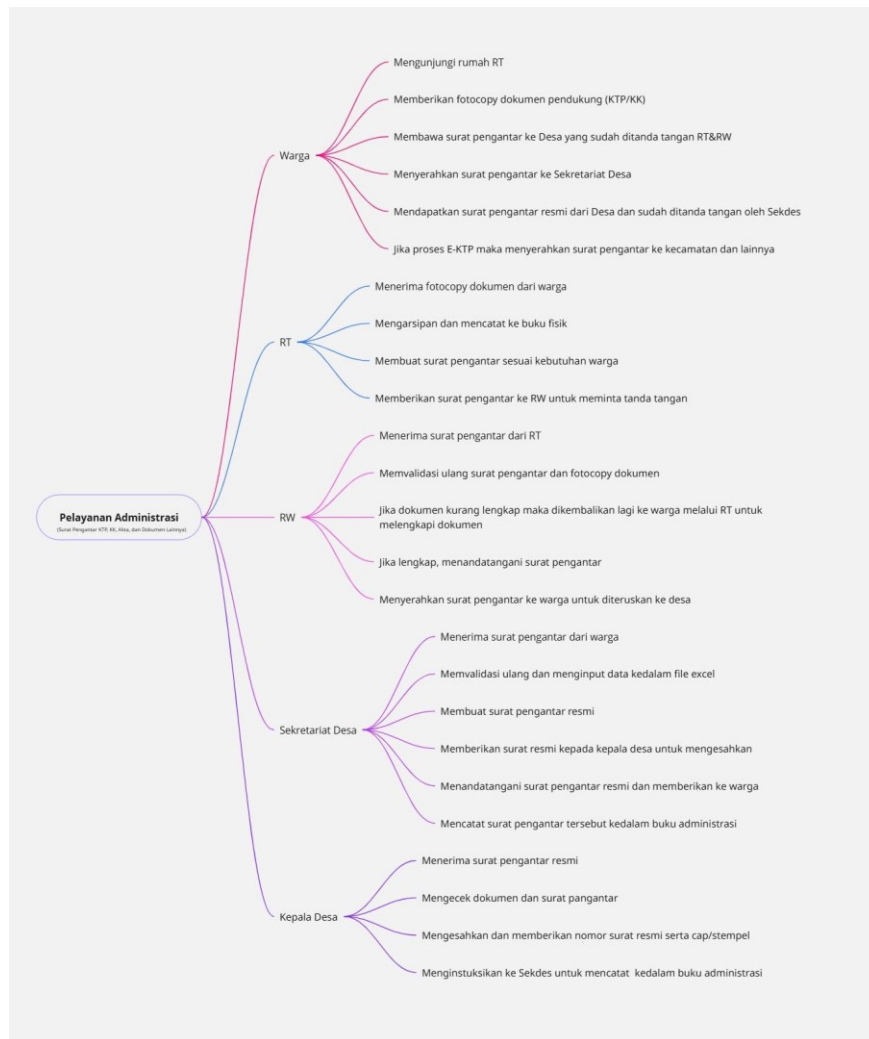 Pelayanan Administrasi
(Surat Pengantar KTP, KK, Akta, dan Dokumen Lainnya)
Warga
Mengunjungi rumah RT
Memberikan fotocopy dokumen pendukung (KTP/KK)
Membawa surat pengantar ke Desa yang sudah ditanda tangan RT&RW
Menyerahkan surat pengantar ke Sekretariat Desa
Mendapatkan surat pengantar resmi dari Desa dan sudah ditanda tangan oleh Sekdes
Jika proses E-KTP maka menyerahkan surat pengantar ke kecamatan dan lainnya
RT
Menerima fotocopy dokumen dari warga
Mengarsipan dan mencatat ke buku fisik
Membuat surat pengantar sesuai kebutuhan warga
Memberikan surat pengantar ke RW untuk meminta tanda tangan
RW
Menerima surat pengantar dari RT
Memvalidasi ulang surat pengantar dan fotocopy dokumen
Jika dokumen kurang lengkap maka dikembalikan lagi ke warga melalui RT untuk
melengkapi dokumen
Jika lengkap, menandatangani surat pengantar
Menyerahkan surat pengantar ke warga untuk diteruskan ke desa
Sekretariat Desa
Menerima surat pengantar dari warga
Memvalidasi ulang dan menginput data kedalam file excel
Membuat surat pengantar resmi
Memberikan surat resmi kepada kepala desa untuk mengesahkan
Menandatangani surat pengantar resmi dan memberikan ke warga
Mencatat surat pengantar tersebut kedalam buku administrasi
Kepala Desa
Menerima surat pengantar resmi
Mengecek dokumen dan surat pangantar
Mengesahkan dan memberikan nomor surat resmi serta cap/stempel
Menginstuksikan ke Sekdes untuk mencatat kedalam buku administrasi